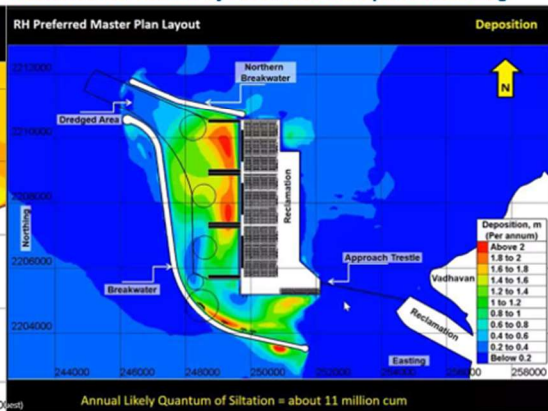 RH Preferred Master Plan Layout
Deposition
N
Northern
Breakwater
Dredged Area
Reclamation
Approach Trestle
Vadhavan
Reclamation
Breakwater
Northing
Easting
2212000
2210000
2208000
2206000
2204000
244000
246000
248000
250000
252000
254000
256000
258000
Deposition, m
(Per annum)
Above 2
1.8 to 2
1.6 to 1.8
1.4 to 1.6
1.2 to 1.4
1 to 1.2
0.8 to 1
0.6 to 0.8
0.4 to 0.6
0.2 to 0.4
Below 0.2
Annual Likely Quantum of Siltation = about 11 million cum